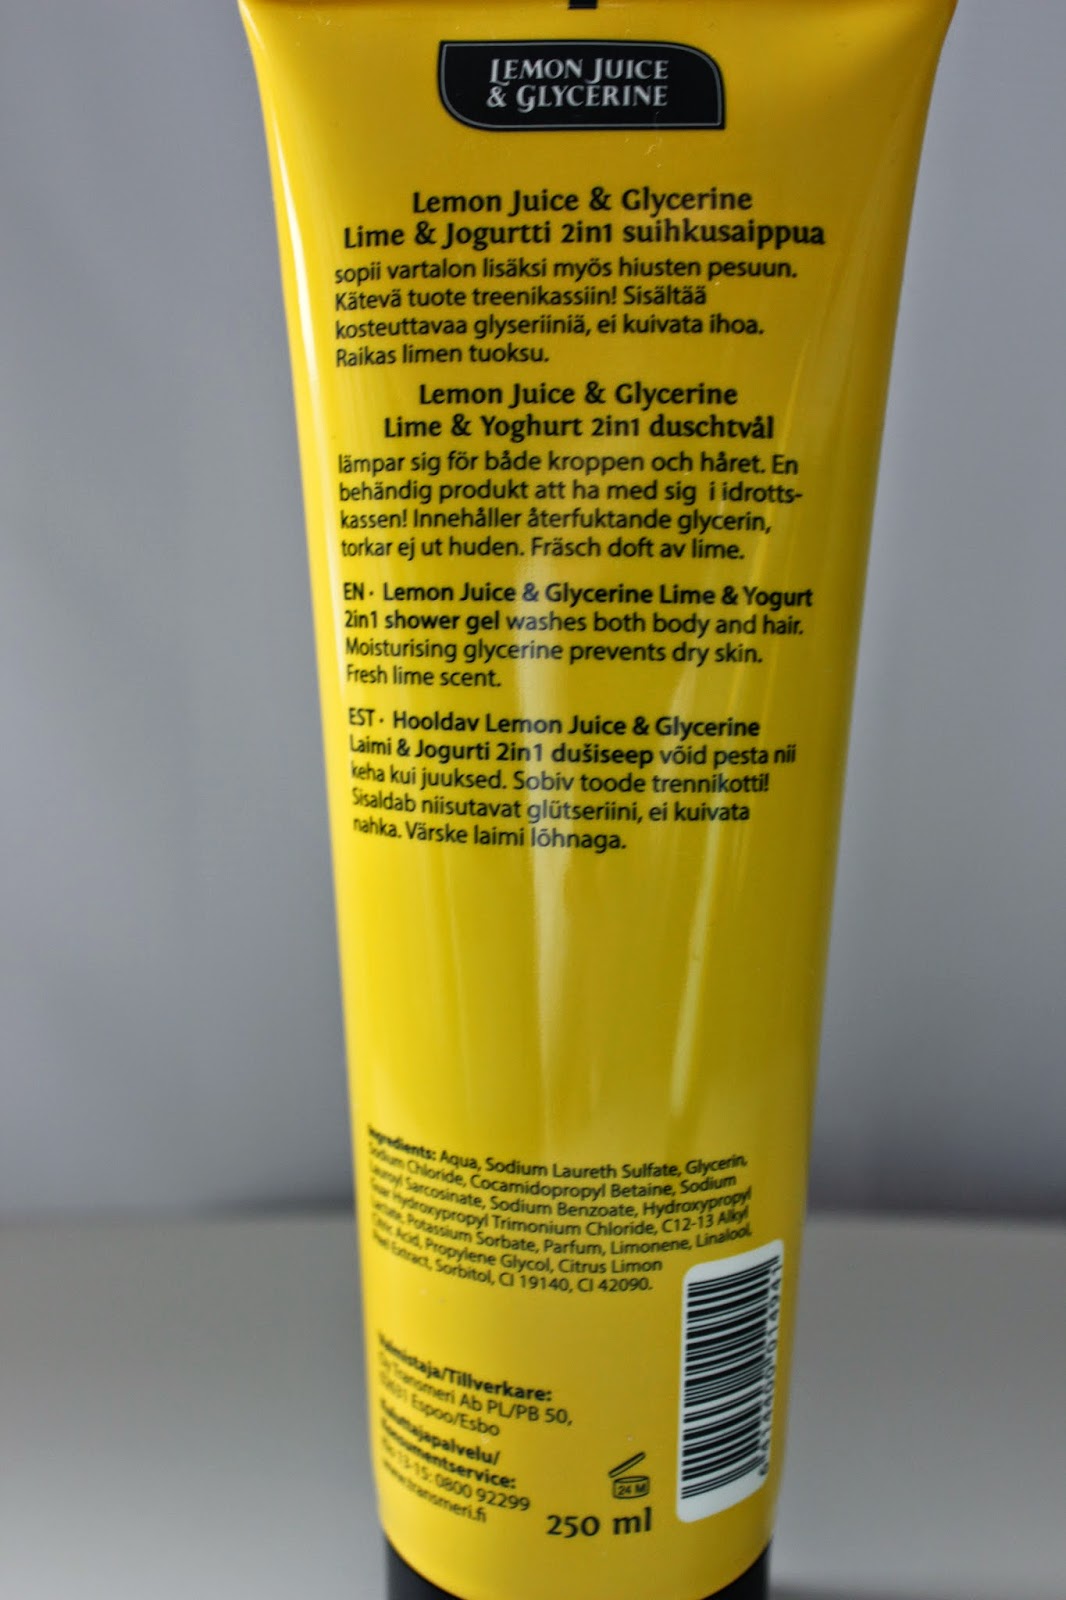 LEMON JUICE
& GLYCERINE
Lemon Juice & Glycerine
Lime & Jogurtti 2in1 suihkusaippua
sopii vartalon lisäksi myös hiusten pesuun.
Kätevä tuote treenikassiin! Sisältää
kosteuttavaa glyseriiniä, ei kuivata ihoa.
Raikas limen tuoksu.
Lemon Juice & Glycerine
Lime & Yoghurt 2in1 duschtvål
lämpar sig för både kroppen och håret. En
behändig produkt att ha med sig i idrotts-
kassen! Innehåller återfuktande glycerin,
torkar ej ut huden. Fräsch doft av lime.
EN · Lemon Juice & Glycerine Lime & Yogurt
2in1 shower gel washes both body and hair.
Moisturising glycerine prevents dry skin.
Fresh lime scent.
EST · Hooldav Lemon Juice & Glycerine
Laimi & Jogurti 2in1 dušiseep võid pesta nii
keha kui juuksed. Sobiv toode trennikotti!
Sisaldab niisutavat glütseriini, ei kuivata
nahka. Värske laimi lõhnaga.
Ingredients: Aqua, Sodium Laureth Sulfate, Glycerin,
Sodium Chloride, Cocamidopropyl Betaine, Sodium
Lauroyl Sarcosinate, Sodium Benzoate, Hydroxypropyl
Guar Hydroxypropyl Trimonium Chloride, C12-13 Alkyl
Lactate, Potassium Sorbate, Parfum, Limonene, Linalool,
Citric Acid, Propylene Glycol, Citrus Limon
Peel Extract, Sorbitol, CI 19140, CI 42090.
Valmistaja/Tillverkare:
Oy Transmeri Ab PL/PB 50,
02631 Espoo/Esbo
Kuluttajapalvelu/
Konsumentservice:
klo 13-15: 0800 92299
www.transmeri.fi
24 M
250 ml